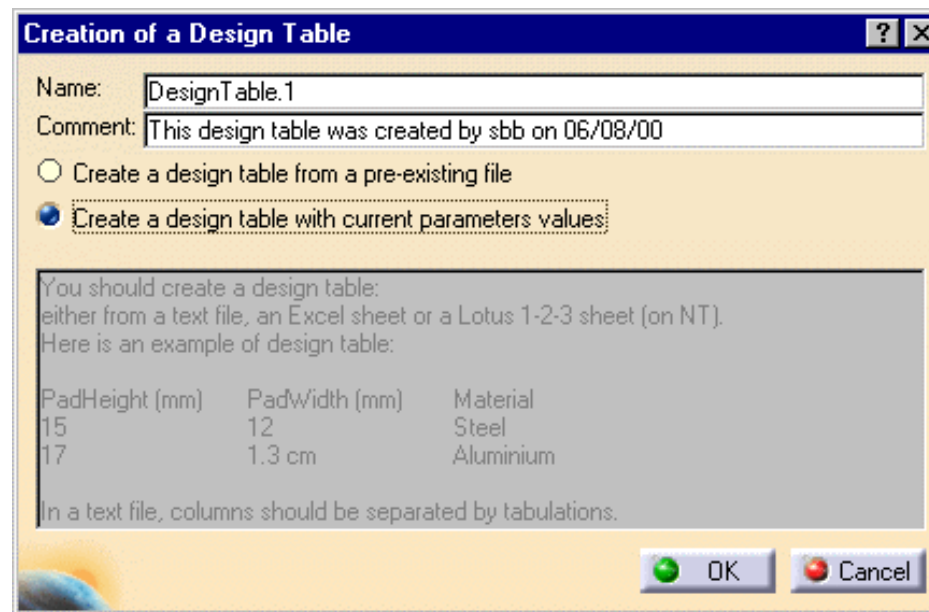 Creation of a Design Table
Name: DesignTable.1
Comment: This design table was created by sbb on 06/08/00
Create a design table from a pre-existing file
Create a design table with current parameters values
You should create a design table:
either from a text file, an Excel sheet or a Lotus 1-2-3 sheet (on NT).
Here is an example of design table:
PadHeight (mm) PadWidth (mm) Material
15 12 Steel
17 1.3 cm Aluminium
In a text file, columns should be separated by tabulations.
OK Cancel